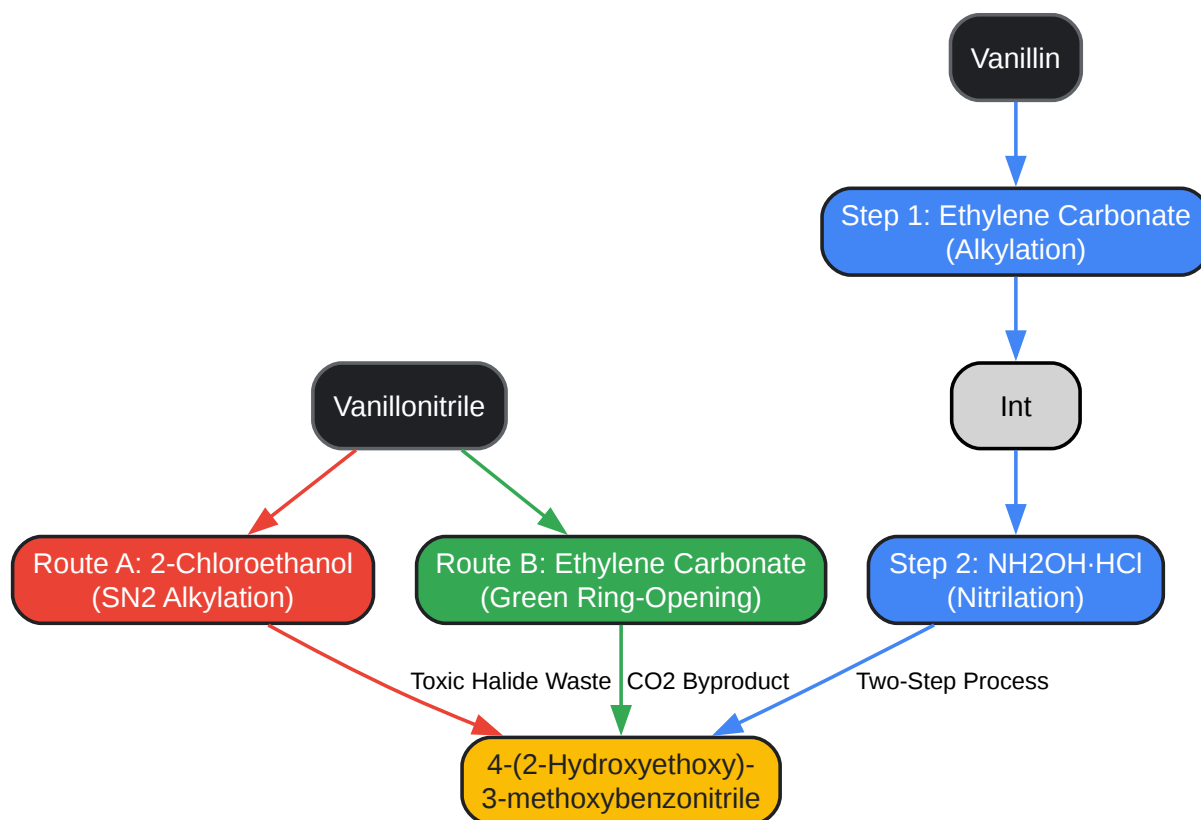 Vanillin
Step 1: Ethylene Carbonate
(Alkylation)
Vanillonitrile
Int
Route A: 2-Chloroethanol
(SN2 Alkylation)
Route B: Ethylene Carbonate
(Green Ring-Opening)
Step 2: NH2OH·HCl
(Nitrilation)
Toxic Halide Waste
CO2 Byproduct
Two-Step Process
4-(2-Hydroxyethoxy)-
3-methoxybenzonitrile